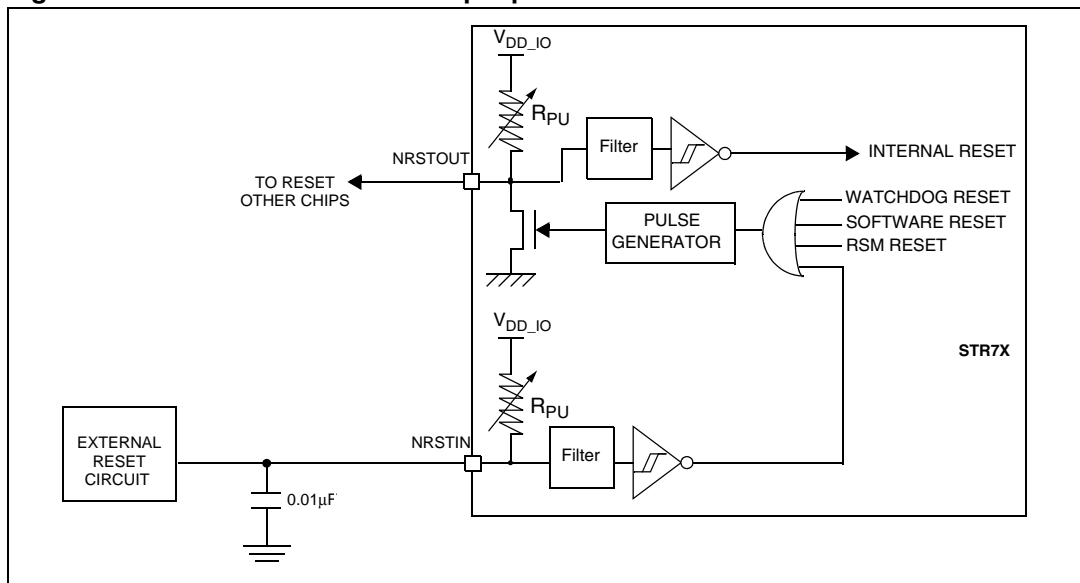 V_DD_IO
R_PU
Filter
NRSTOUT
INTERNAL RESET
TO RESET
OTHER CHIPS
WATCHDOG RESET
PULSE
GENERATOR
SOFTWARE RESET
RSM RESET
V_DD_IO
STR7X
R_PU
NRSTIN
EXTERNAL
RESET
CIRCUIT
Filter
0.01µF